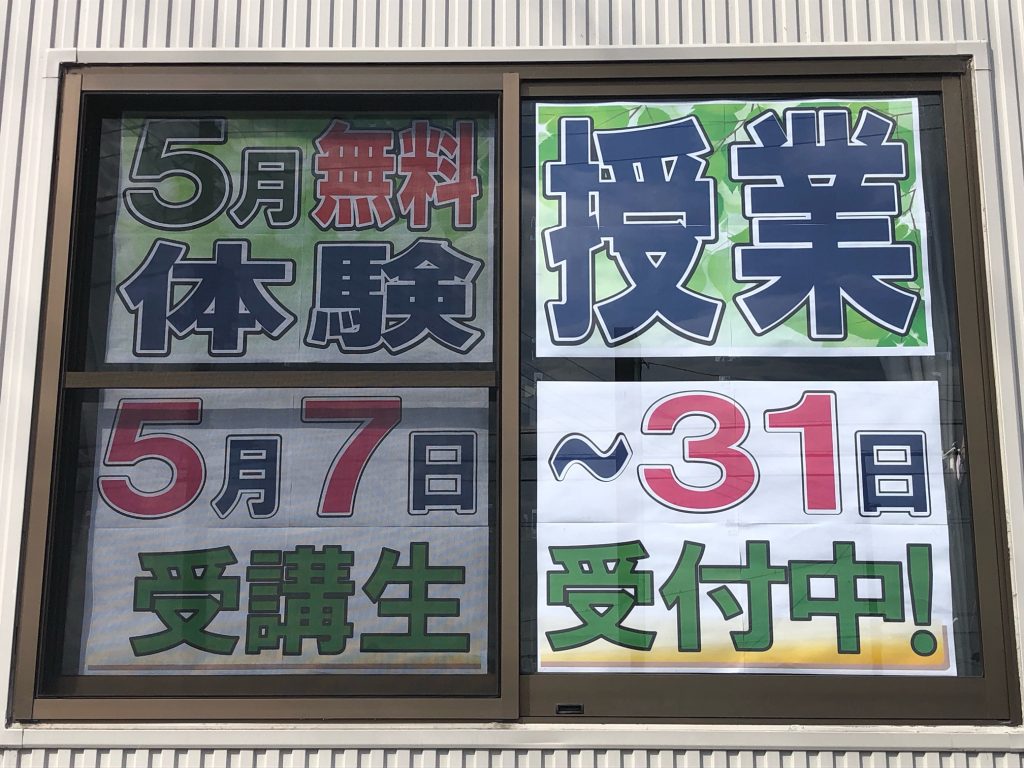 5月無料
体験
授業
5月7日~31日
受講生受付中!